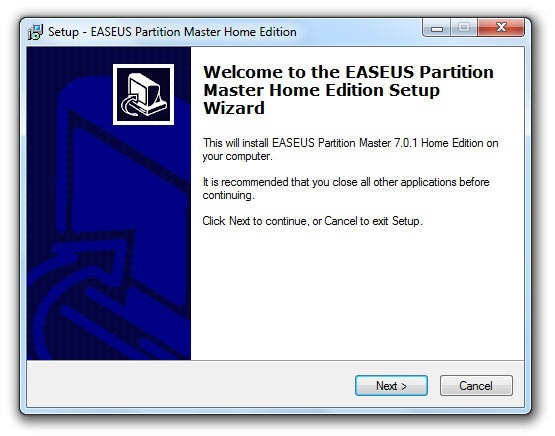 Setup - EASEUS Partition Master Home Edition
Welcome to the EASEUS Partition
Master Home Edition Setup
Wizard
This will install EASEUS Partition Master 7.0.1 Home Edition on
your computer.
It is recommended that you close all other applications before
continuing.
Click Next to continue, or Cancel to exit Setup.
Next >
Cancel